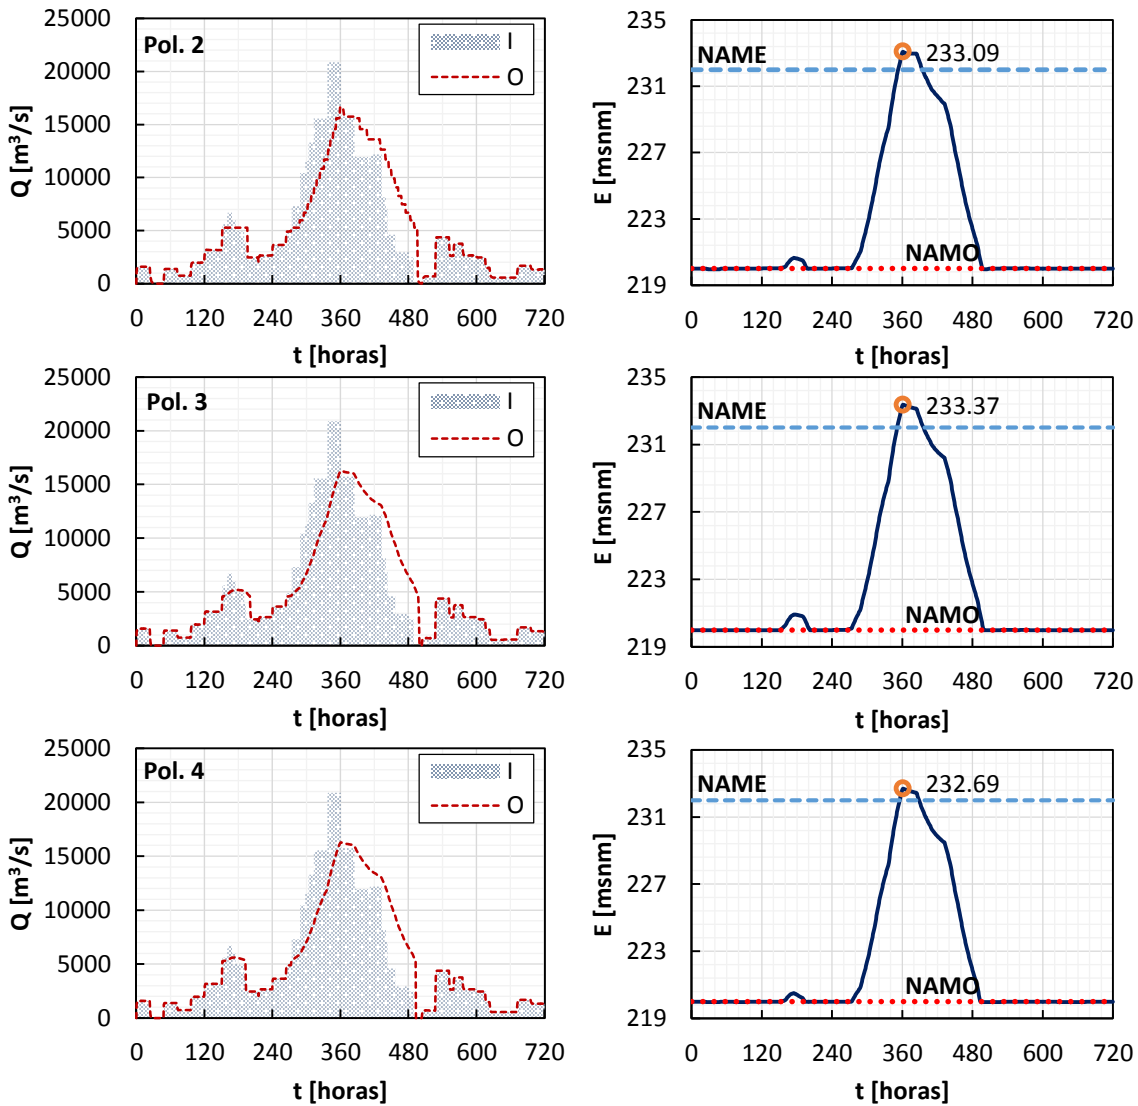 Pol. 2
I
O
Q [m³/s]
25000
20000
15000
10000
5000
0
0 120 240 360 480 600 720
t [horas]
NAME
233.09
NAMO
E [msnm]
235
231
227
223
219
0 120 240 360 480 600 720
t [horas]
Pol. 3
I
O
Q [m³/s]
25000
20000
15000
10000
5000
0
0 120 240 360 480 600 720
t [horas]
NAME
233.37
NAMO
E [msnm]
235
231
227
223
219
0 120 240 360 480 600 720
t [horas]
Pol. 4
I
O
Q [m³/s]
25000
20000
15000
10000
5000
0
0 120 240 360 480 600 720
t [horas]
NAME
232.69
NAMO
E [msnm]
235
231
227
223
219
0 120 240 360 480 600 720
t [horas]